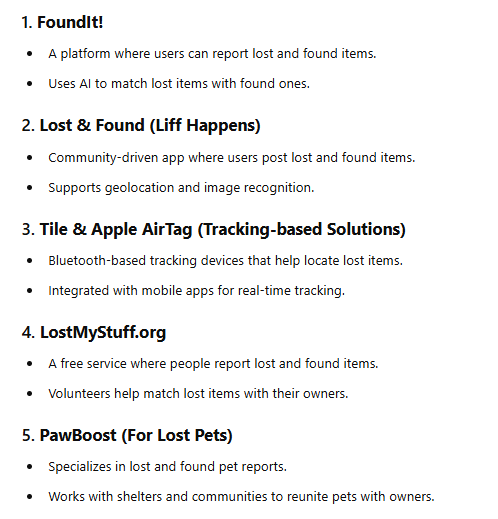 1. FoundIt!
• A platform where users can report lost and found items.
• Uses AI to match lost items with found ones.
2. Lost & Found (Liff Happens)
• Community-driven app where users post lost and found items.
• Supports geolocation and image recognition.
3. Tile & Apple AirTag (Tracking-based Solutions)
• Bluetooth-based tracking devices that help locate lost items.
• Integrated with mobile apps for real-time tracking.
4. LostMyStuff.org
• A free service where people report lost and found items.
• Volunteers help match lost items with their owners.
5. PawBoost (For Lost Pets)
• Specializes in lost and found pet reports.
• Works with shelters and communities to reunite pets with owners.